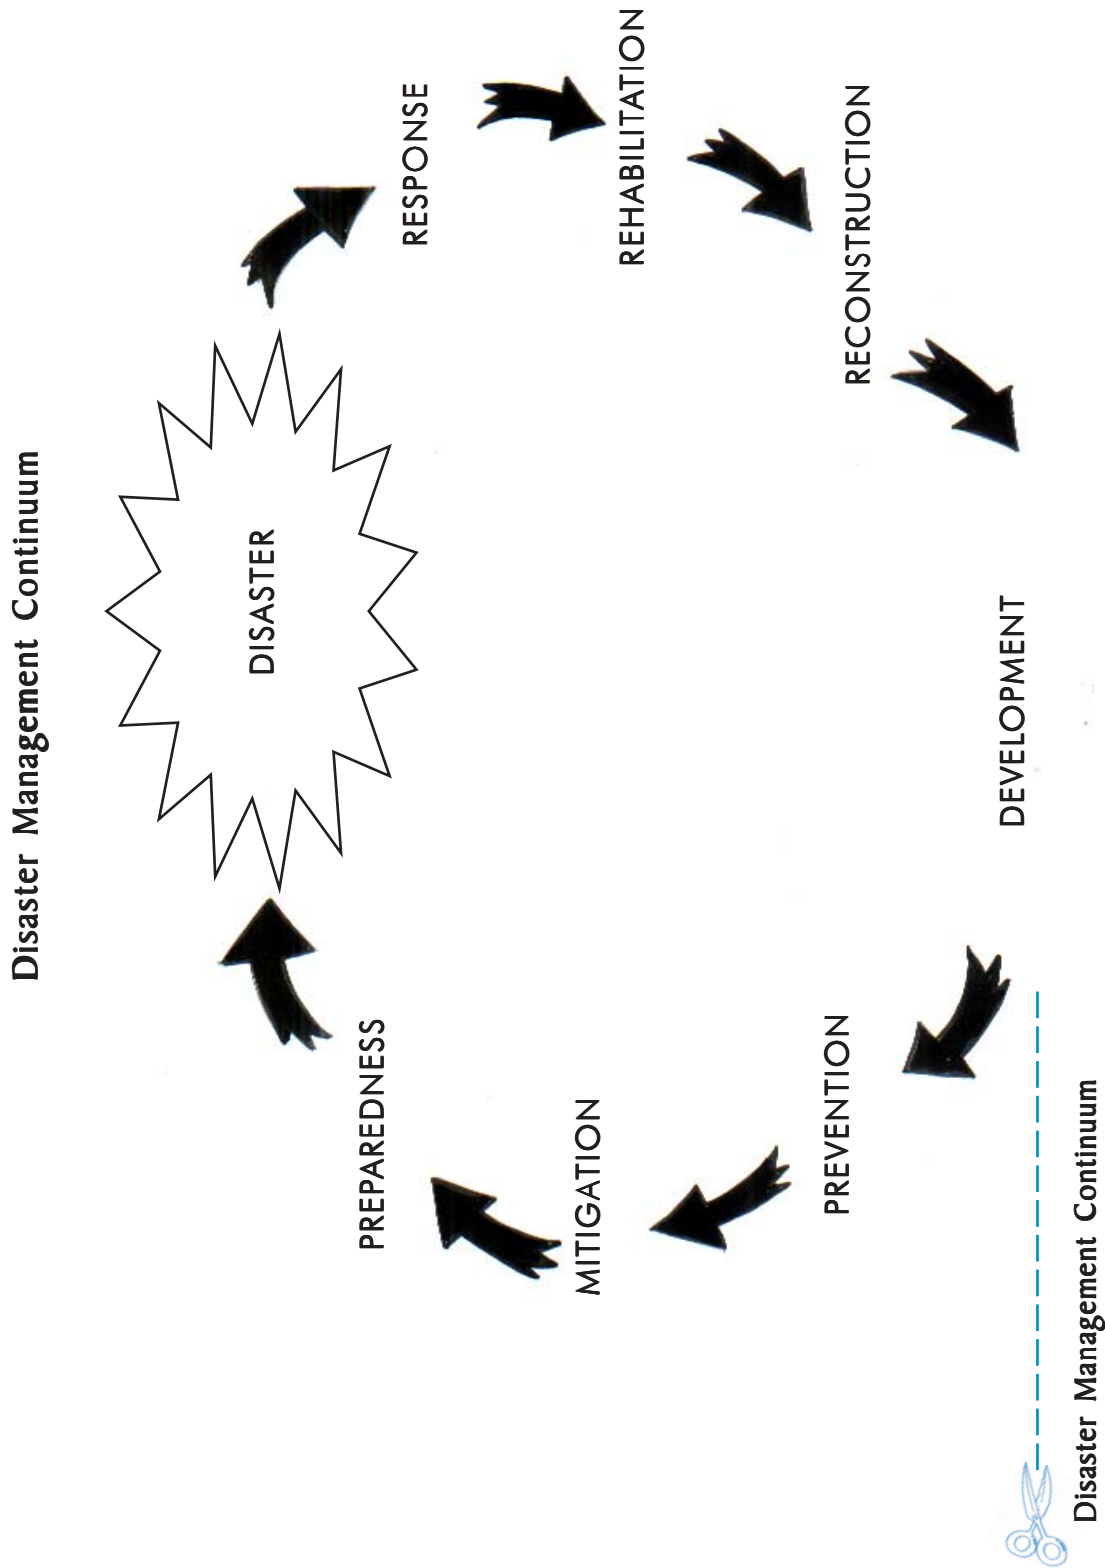 Disaster Management Continuum
DISASTER
RESPONSE
REHABILITATION
RECONSTRUCTION
DEVELOPMENT
PREVENTION
MITIGATION
PREPAREDNESS
Disaster Management Continuum